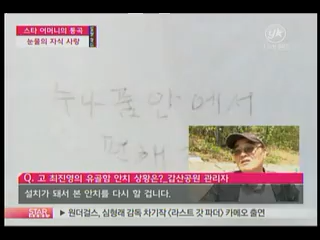 스타 어머니의 통곡
눈물의 자식 사랑
yk
누나 품 안에서
편해
Q. 고 최진영의 유골함 안치 상황은?_갑산공원 관리자
설치가 돼서 본 안치를 다시 할 겁니다.
STAR
원더걸스, 심형래 감독 차기작 <라스트 갓 파더> 카메오 출연